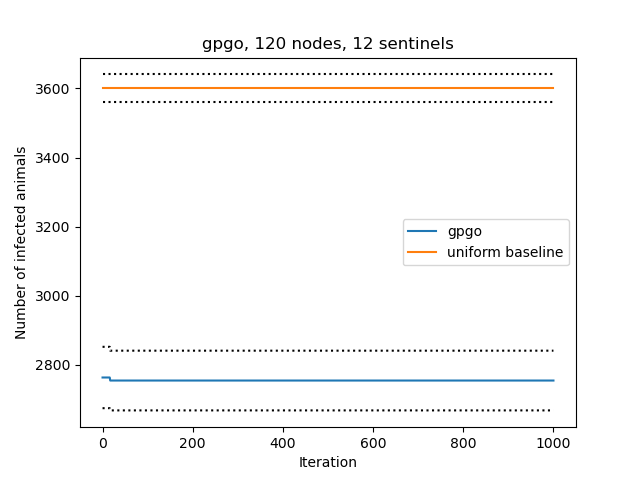 gpgo, 120 nodes, 12 sentinels
3600
3400
3200
3000
2800
Number of infected animals
gpgo
uniform baseline
0
200
400
600
800
1000
Iteration